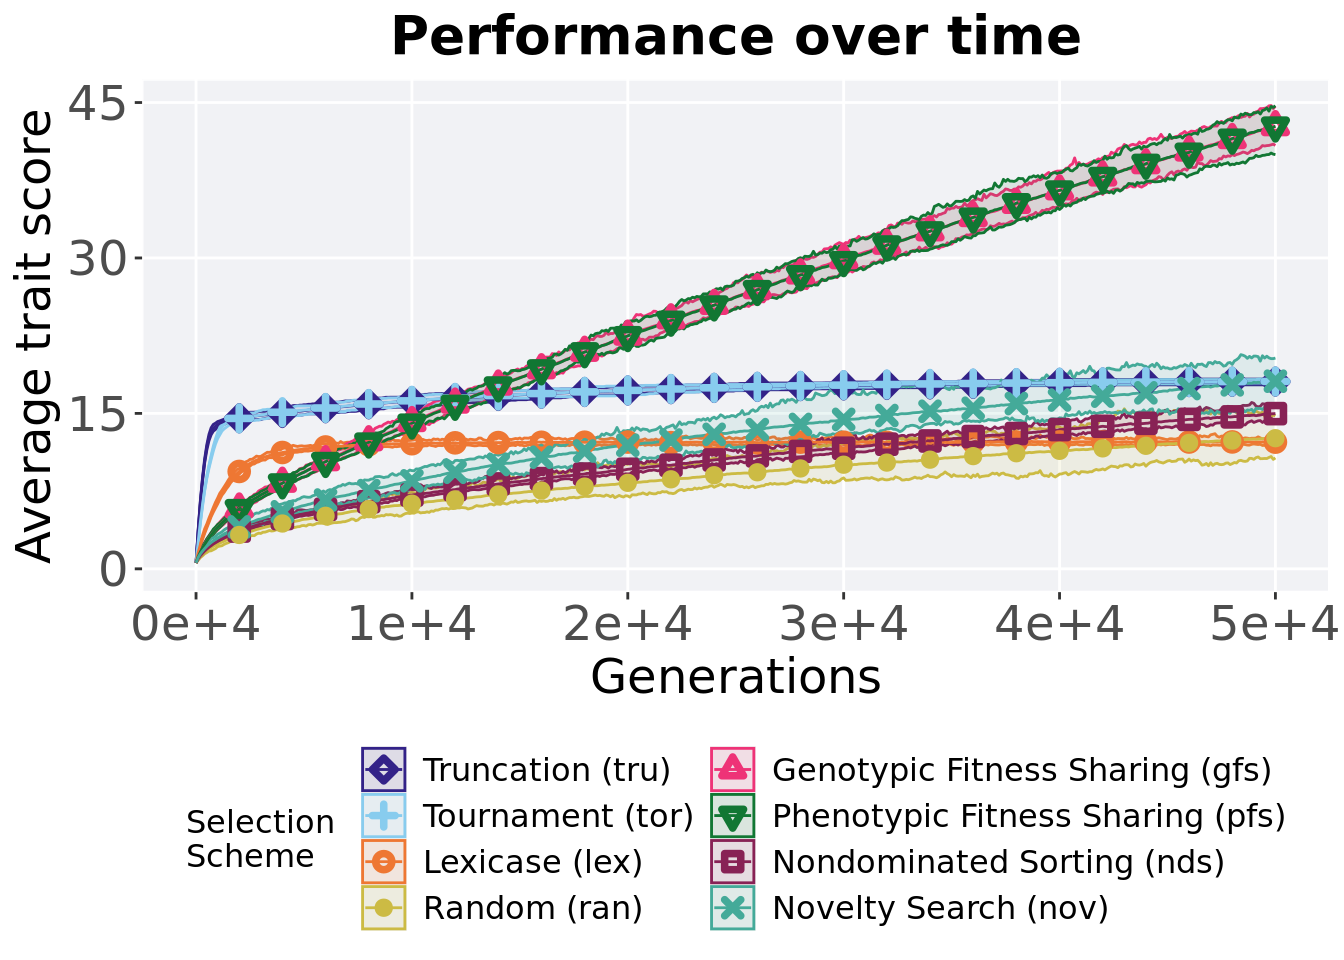 Performance over time
Average trait score
45
30
15
0
0e+4 1e+4 2e+4 3e+4 4e+4 5e+4
Generations
Selection
Scheme
Truncation (tru)
Tournament (tor)
Lexicase (lex)
Random (ran)
Genotypic Fitness Sharing (gfs)
Phenotypic Fitness Sharing (pfs)
Nondominated Sorting (nds)
Novelty Search (nov)